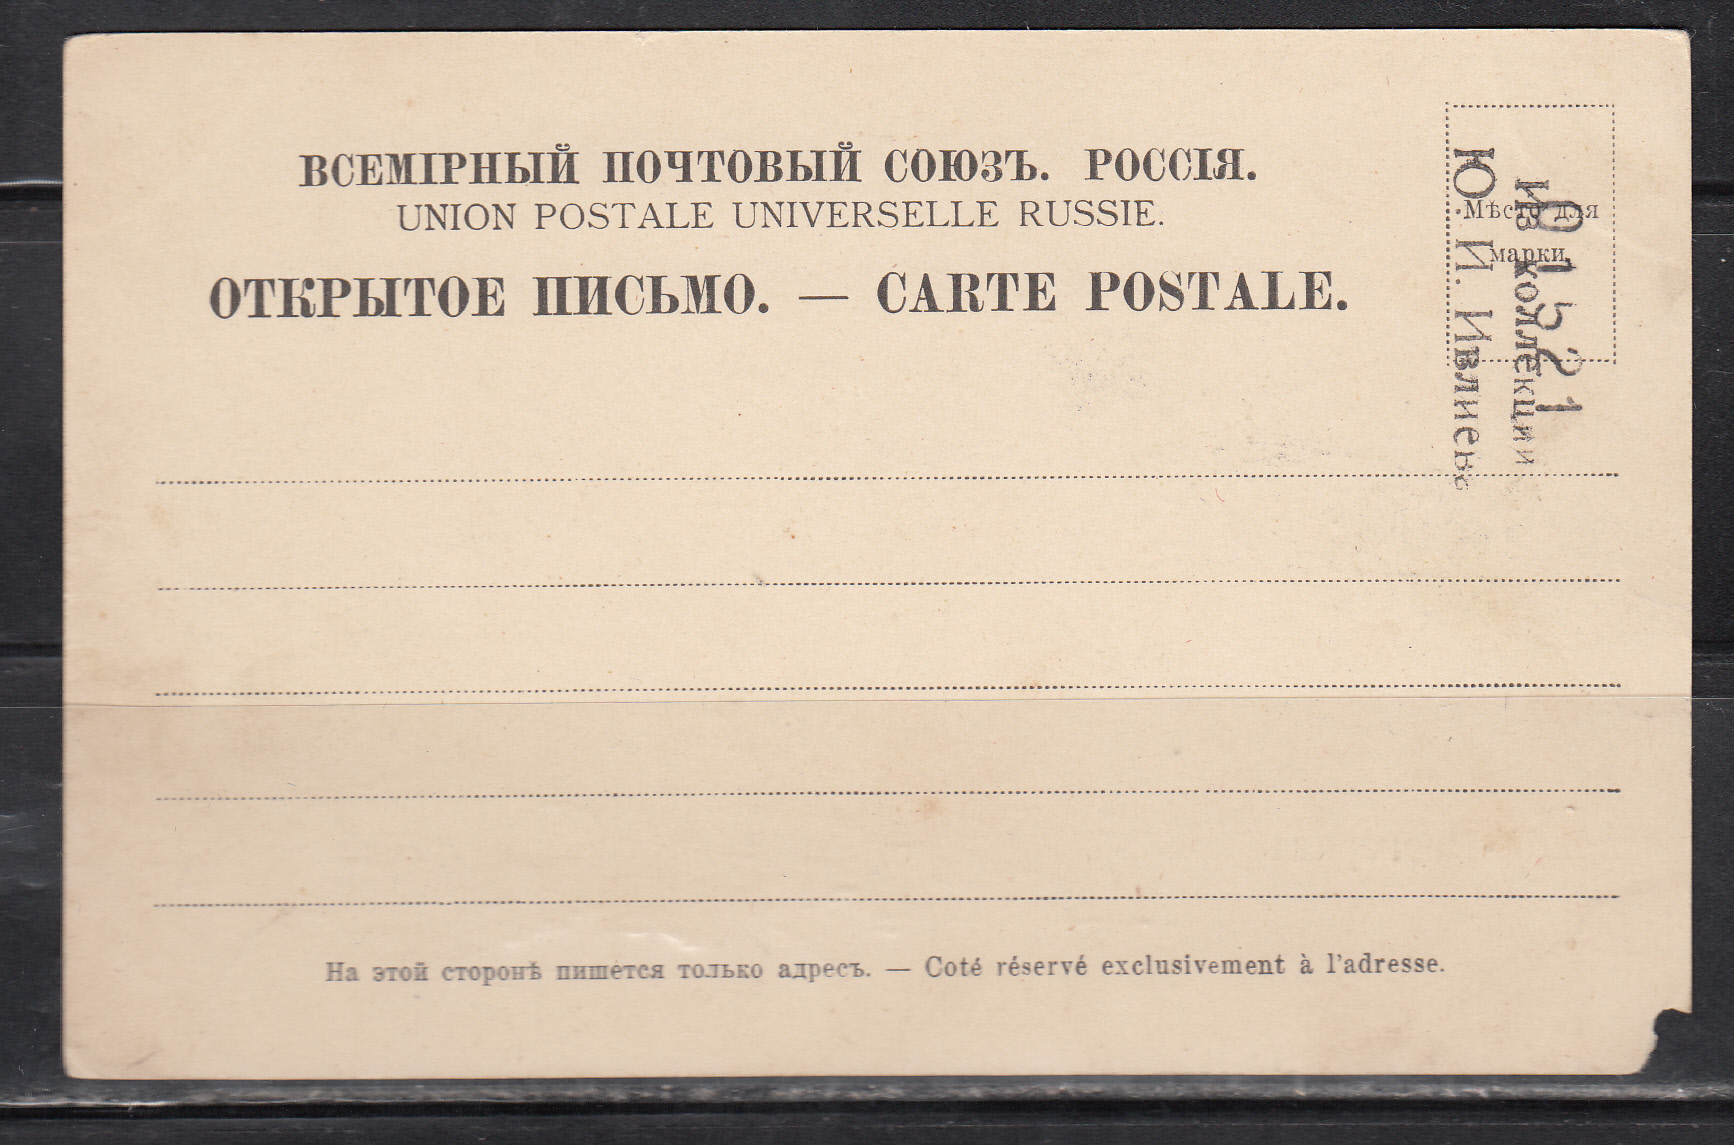 ВСЕМІРНЫЙ ПОЧТОВЫЙ СОЮЗЪ. РОССІЯ.
UNION POSTALE UNIVERSELLE RUSSIE.
ОТКРЫТОЕ ПИСЬМО. — CARTE POSTALE.
Мѣсто для
марки.
01521
Из коллекции
Ю. И. Ивлиева
На этой сторонѣ пишется только адресъ. — Coté réservé exclusivement à l'adresse.